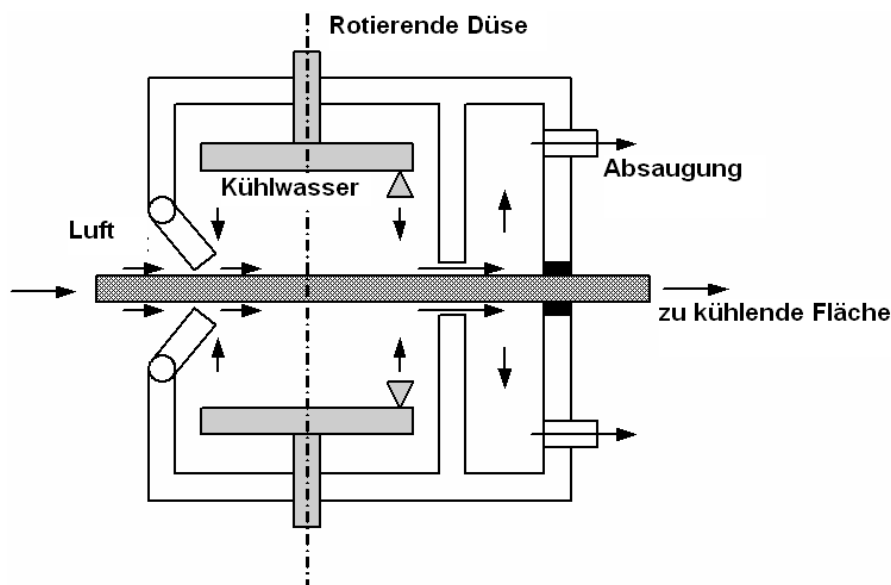 Rotierende Düse
Kühlwasser
Absaugung
Luft
zu kühlende Fläche